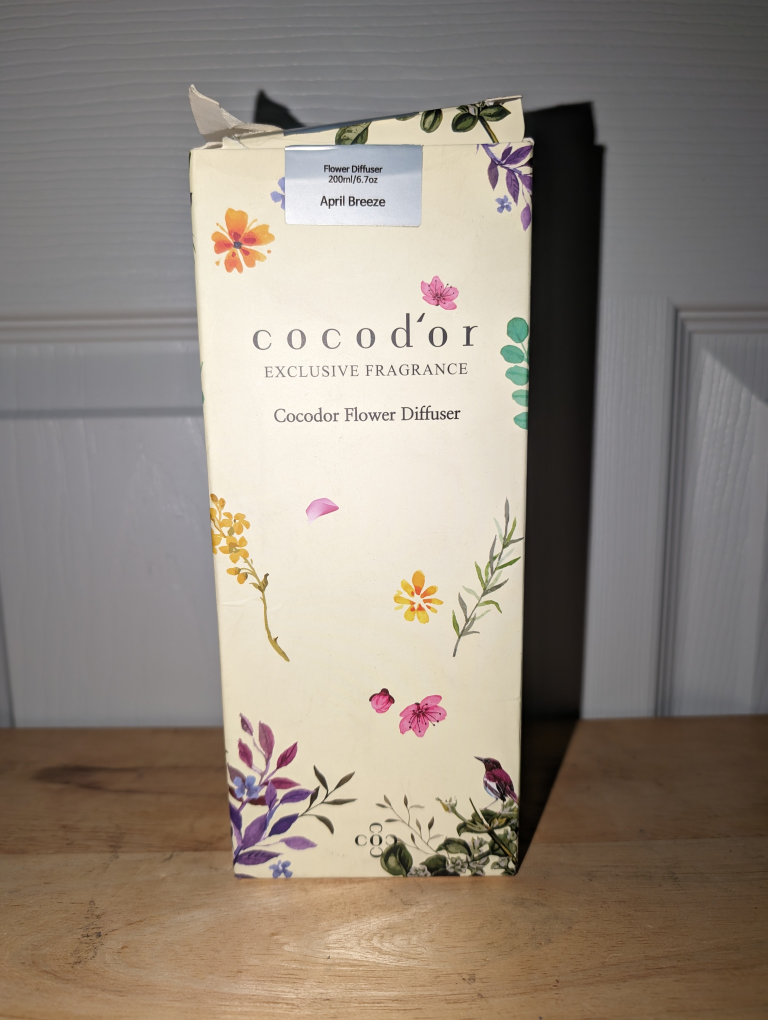 Flower Diffuser
200ml/6.7oz
April Breeze
cocod'or
EXCLUSIVE FRAGRANCE
Cocodor Flower Diffuser